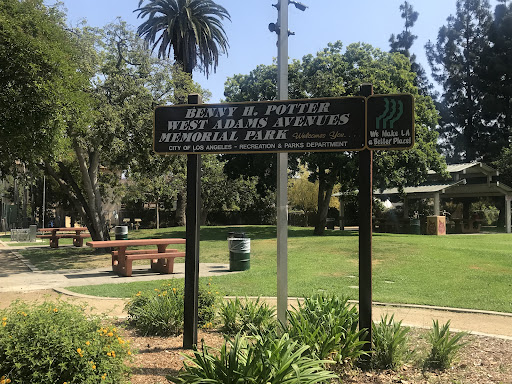 BENNY H. POTTER
WEST ADAMS AVENUES
MEMORIAL PARK Welcomes You...
CITY OF LOS ANGELES - RECREATION & PARKS DEPARTMENT
We Make LA
a Better Place!